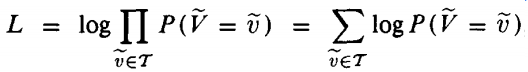 L = log ∏_{ṽ∈𝒯} P(Ṽ = ṽ) = ∑_{ṽ∈𝒯} log P(Ṽ = ṽ)